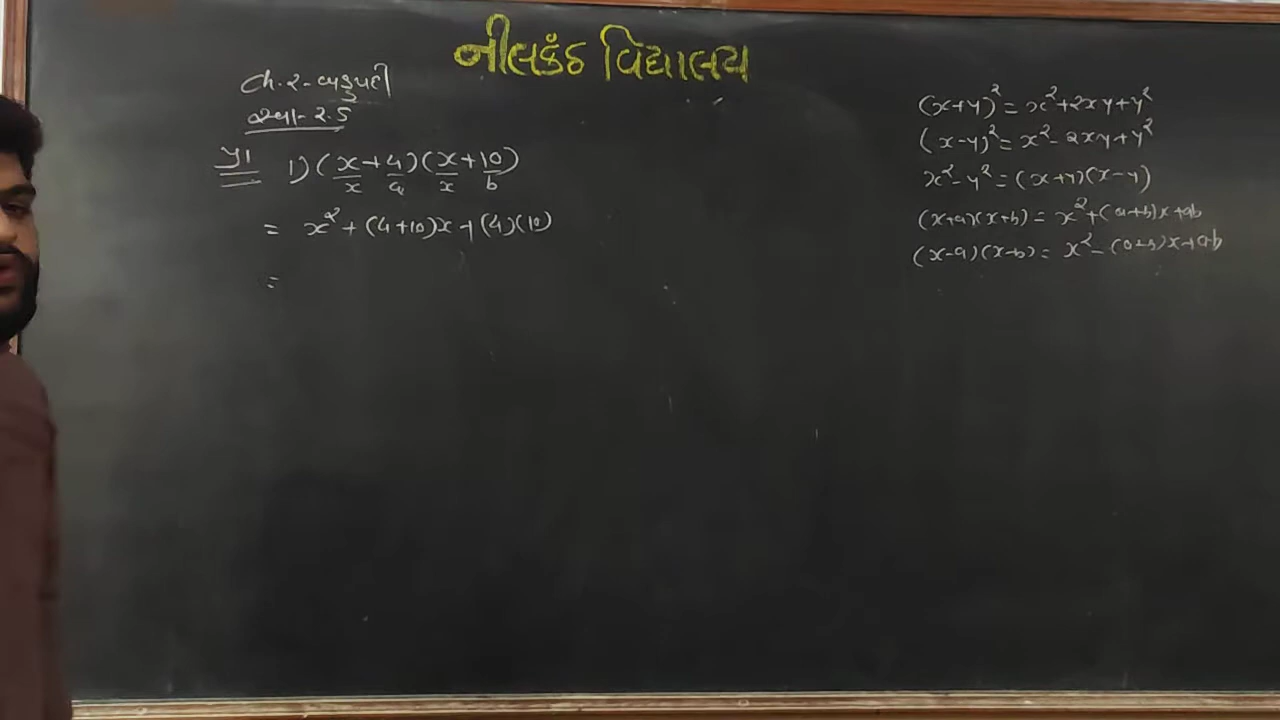 નીલકંઠ વિદ્યાલય
Ch.2-બહુપદી
સ્વા-2.5
1) (x+4)(x+10)
x a x b
= x²+(4+10)x+(4)(10)
=
(x+y)²=x²+2xy+y²
(x-y)²=x²-2xy+y²
x²-y²=(x+y)(x-y)
(x+a)(x+b)=x²+(a+b)x+ab
(x-a)(x-b)=x²-(a+b)x+ab